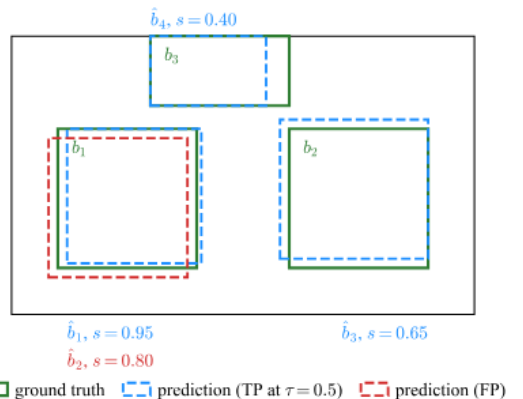 b̂₄, s = 0.40
b₃
b₁
b₂
b̂₁, s = 0.95
b̂₃, s = 0.65
b̂₂, s = 0.80
ground truth prediction (TP at τ = 0.5) prediction (FP)